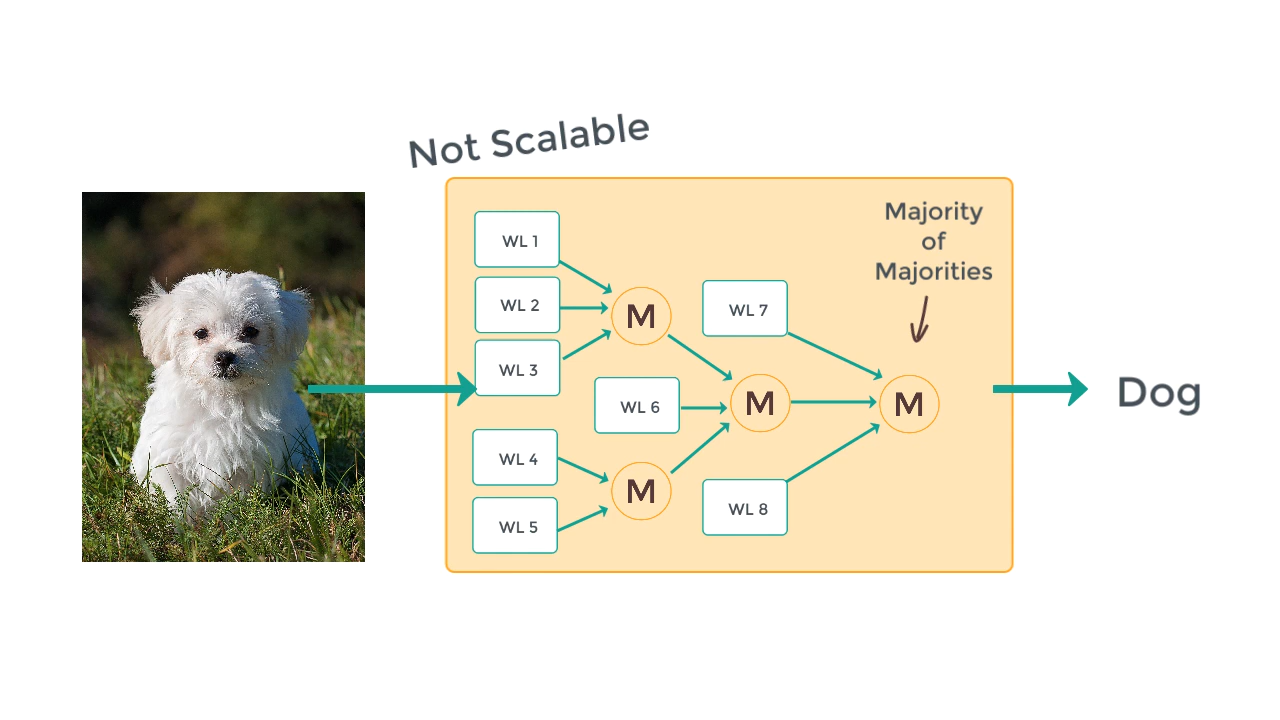 Not Scalable
Majority
of
Majorities
WL 1
WL 2
WL 3
WL 4
WL 5
WL 6
WL 7
WL 8
M
M
M
M
Dog